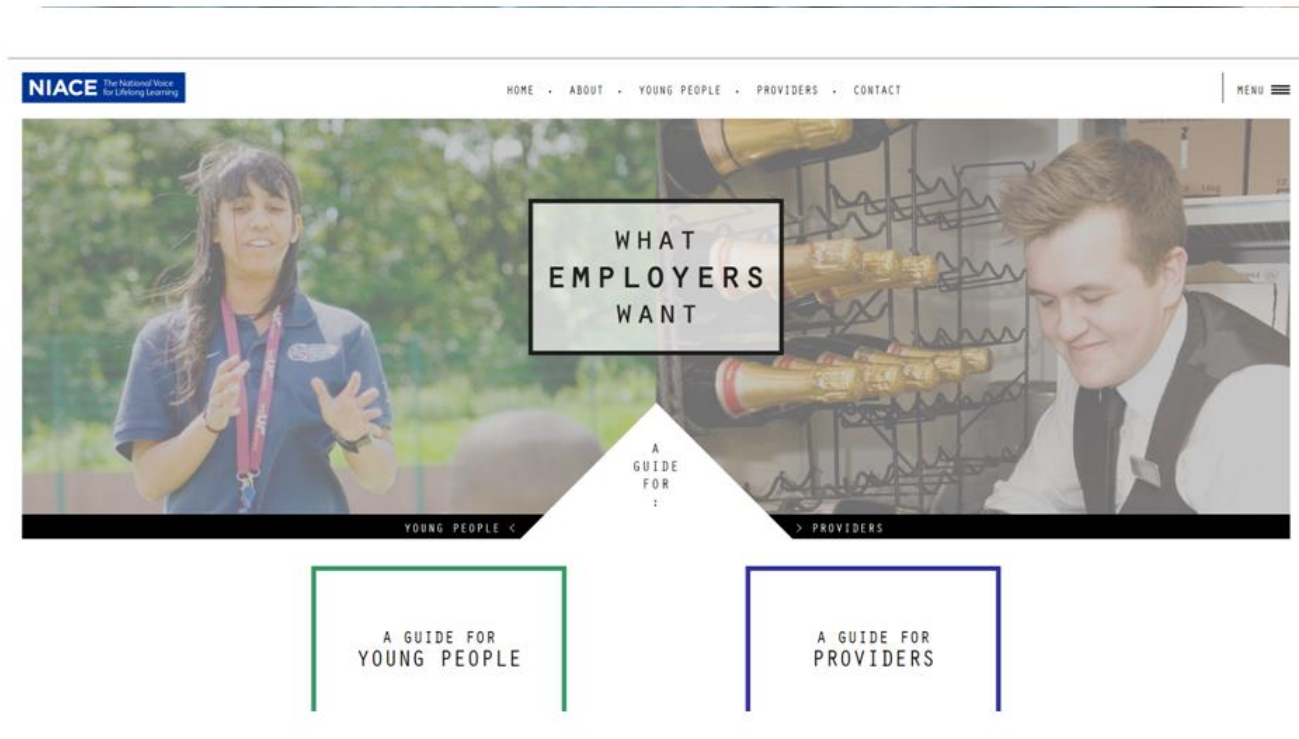 NIACE The National Voice
for Lifelong Learning
HOME • ABOUT • YOUNG PEOPLE • PROVIDERS • CONTACT
MENU
WHAT
EMPLOYERS
WANT
A
GUIDE
FOR
:
YOUNG PEOPLE <
> PROVIDERS
A GUIDE FOR
YOUNG PEOPLE
A GUIDE FOR
PROVIDERS